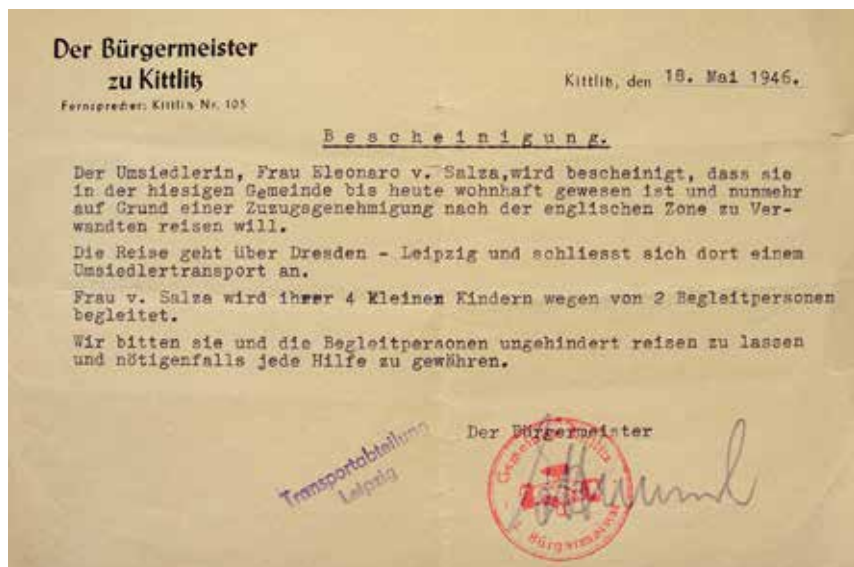 Der Bürgermeister
zu Kittlitz
Fernsprecher: Kittlitz Nr. 105
Kittlitz, den 18. Mai 1946.
Bescheinigung.
Der Umsiedlerin, Frau Eleonaro v. Salza,wird bescheinigt, dass sie
in der hiesigen Gemeinde bis heute wohnhaft gewesen ist und nunmehr
auf Grund einer Zuzugsgenehmigung nach der englischen Zone zu Ver-
wandten reisen will.
Die Reise geht über Dresden - Leipzig und schliesst sich dort einem
Umsiedlertransport an.
Frau v. Salza wird ihrer 4 Kleinen Kindern wegen von 2 Begleitpersonen
begleitet.
Wir bitten sie und die Begleitpersonen ungehindert reisen zu lassen
und nötigenfalls jede Hilfe zu gewähren.
Transportabteilung
Leipzig
Der Bürgermeister
Gemeinde Kittlitz
Bürgermeister